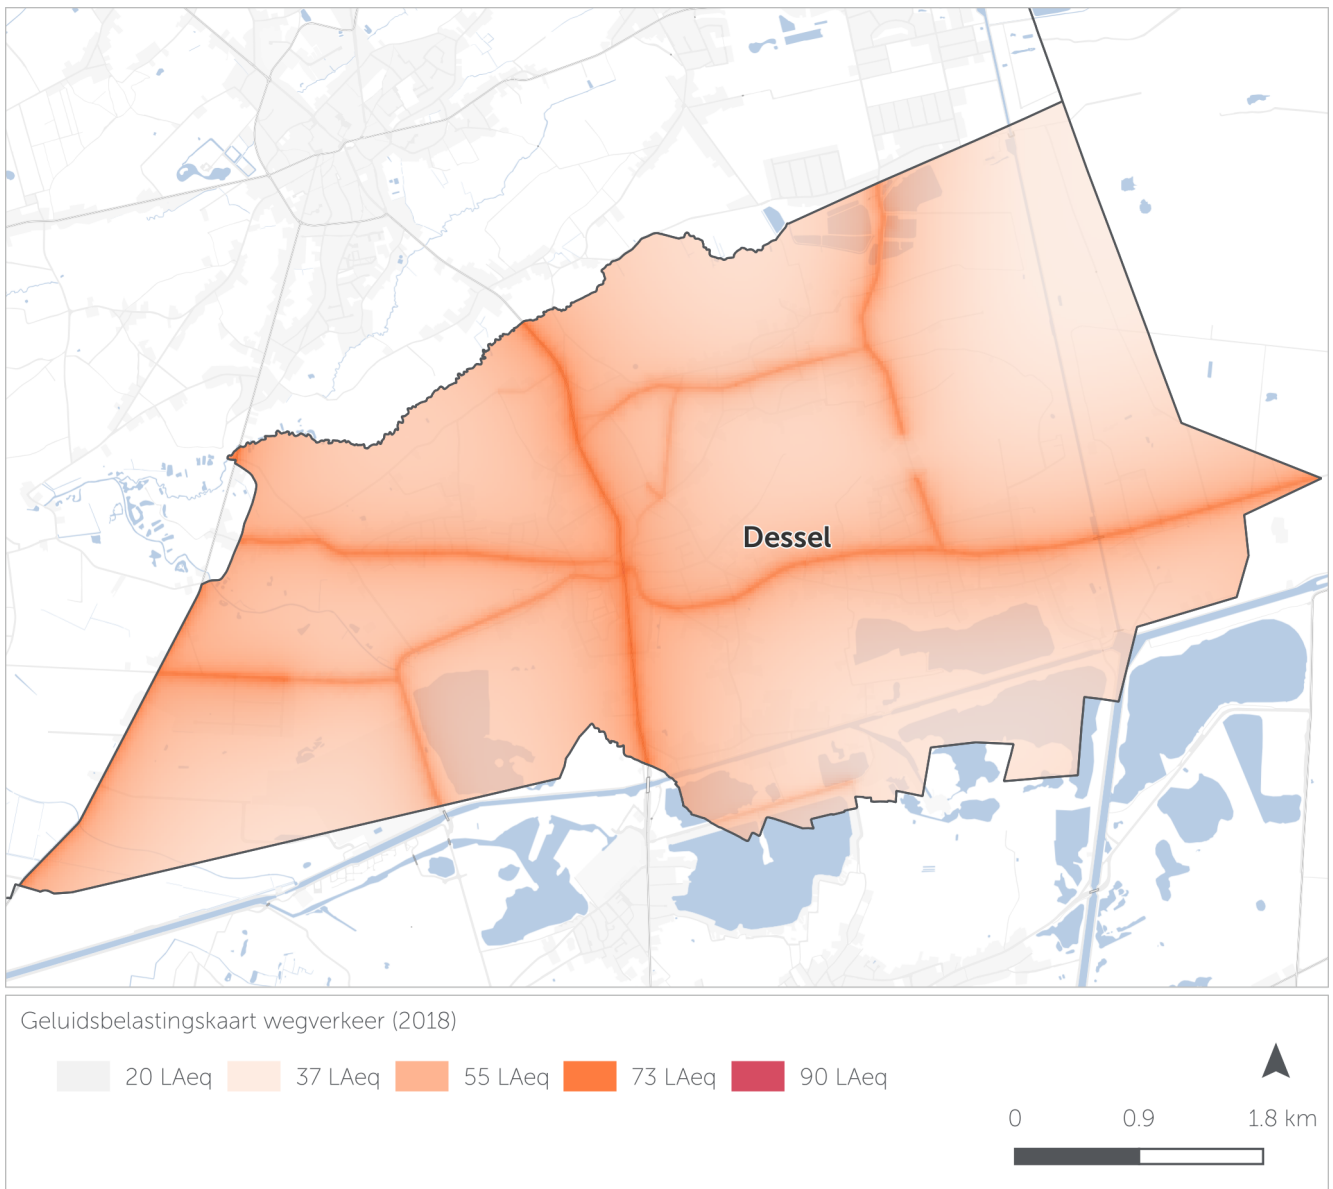 Dessel
Geluidsbelastingskaart wegverkeer (2018)
20 LAeq 37 LAeq 55 LAeq 73 LAeq 90 LAeq
0 0.9 1.8 km